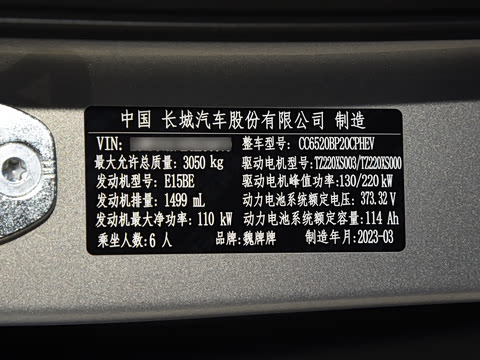 中国 长城汽车股份有限公司 制造
VIN: 整车型号: CC6520BP20CPHEV
最大允许总质量: 3050 kg 驱动电机型号: TZ220XS003/TZ220XS000
发动机型号: E15BE 驱动电机峰值功率: 130/220 kW
发动机排量: 1499 mL 动力电池系统额定电压: 373.32 V
发动机最大净功率: 110 kW 动力电池系统额定容量: 114 Ah
乘坐人数: 6 人 品牌: 魏牌牌 制造年月: 2023-03